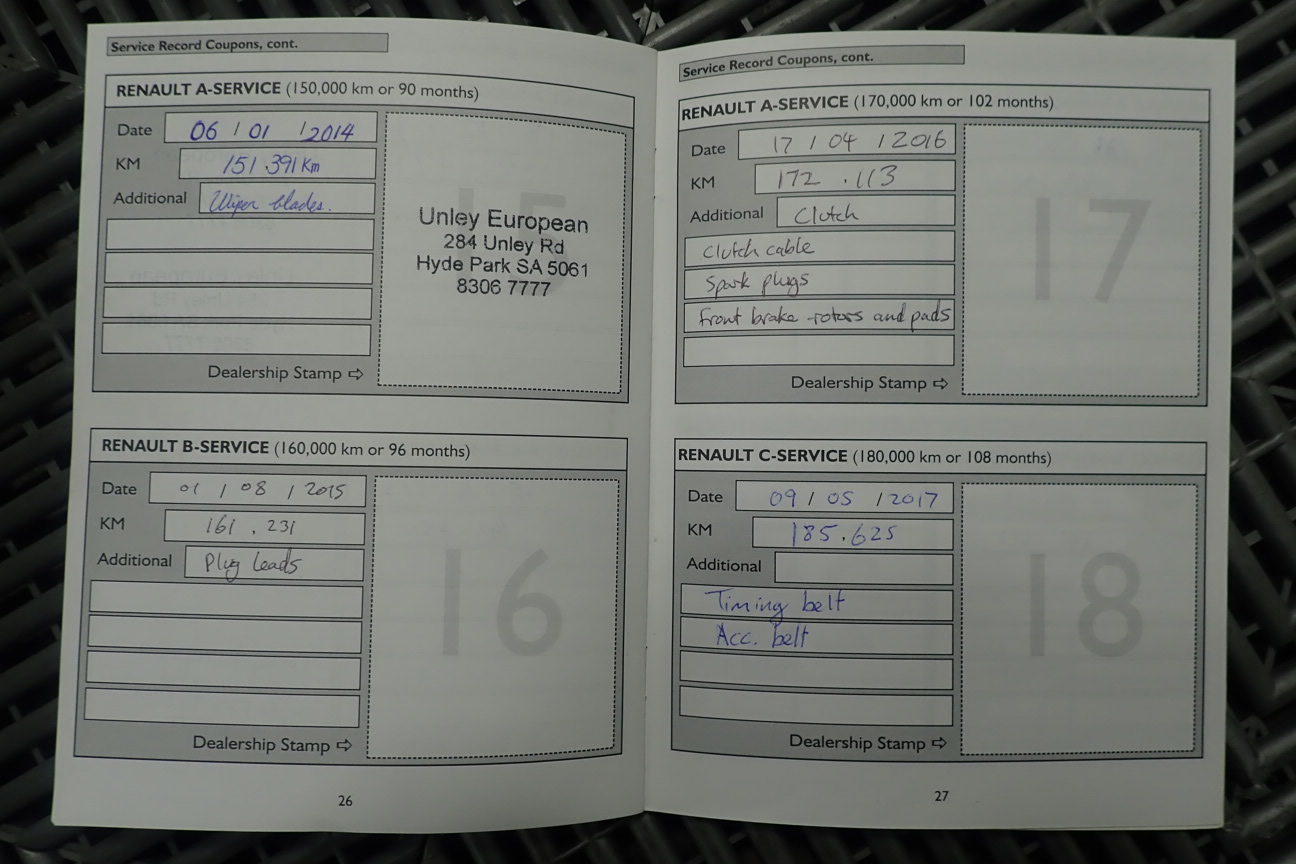 Service Record Coupons, cont.
RENAULT A-SERVICE (150,000 km or 90 months)
Date 06 / 01 / 2014
KM 151 391 Km
Additional Wiper blades.
15
Unley European
284 Unley Rd
Hyde Park SA 5061
8306 7777
Dealership Stamp ⇨
RENAULT B-SERVICE (160,000 km or 96 months)
Date 01 / 08 / 2015
KM 161 . 231
Additional Plug leads
16
Dealership Stamp ⇨
26
Service Record Coupons, cont.
RENAULT A-SERVICE (170,000 km or 102 months)
Date 17 / 04 / 2016
KM 172 . 113
Additional Clutch
Clutch cable
Spark plugs
Front brake rotors and pads
17
Dealership Stamp ⇨
RENAULT C-SERVICE (180,000 km or 108 months)
Date 09 / 05 / 2017
KM 185.625
Additional
Timing belt
Acc. belt
18
Dealership Stamp ⇨
27